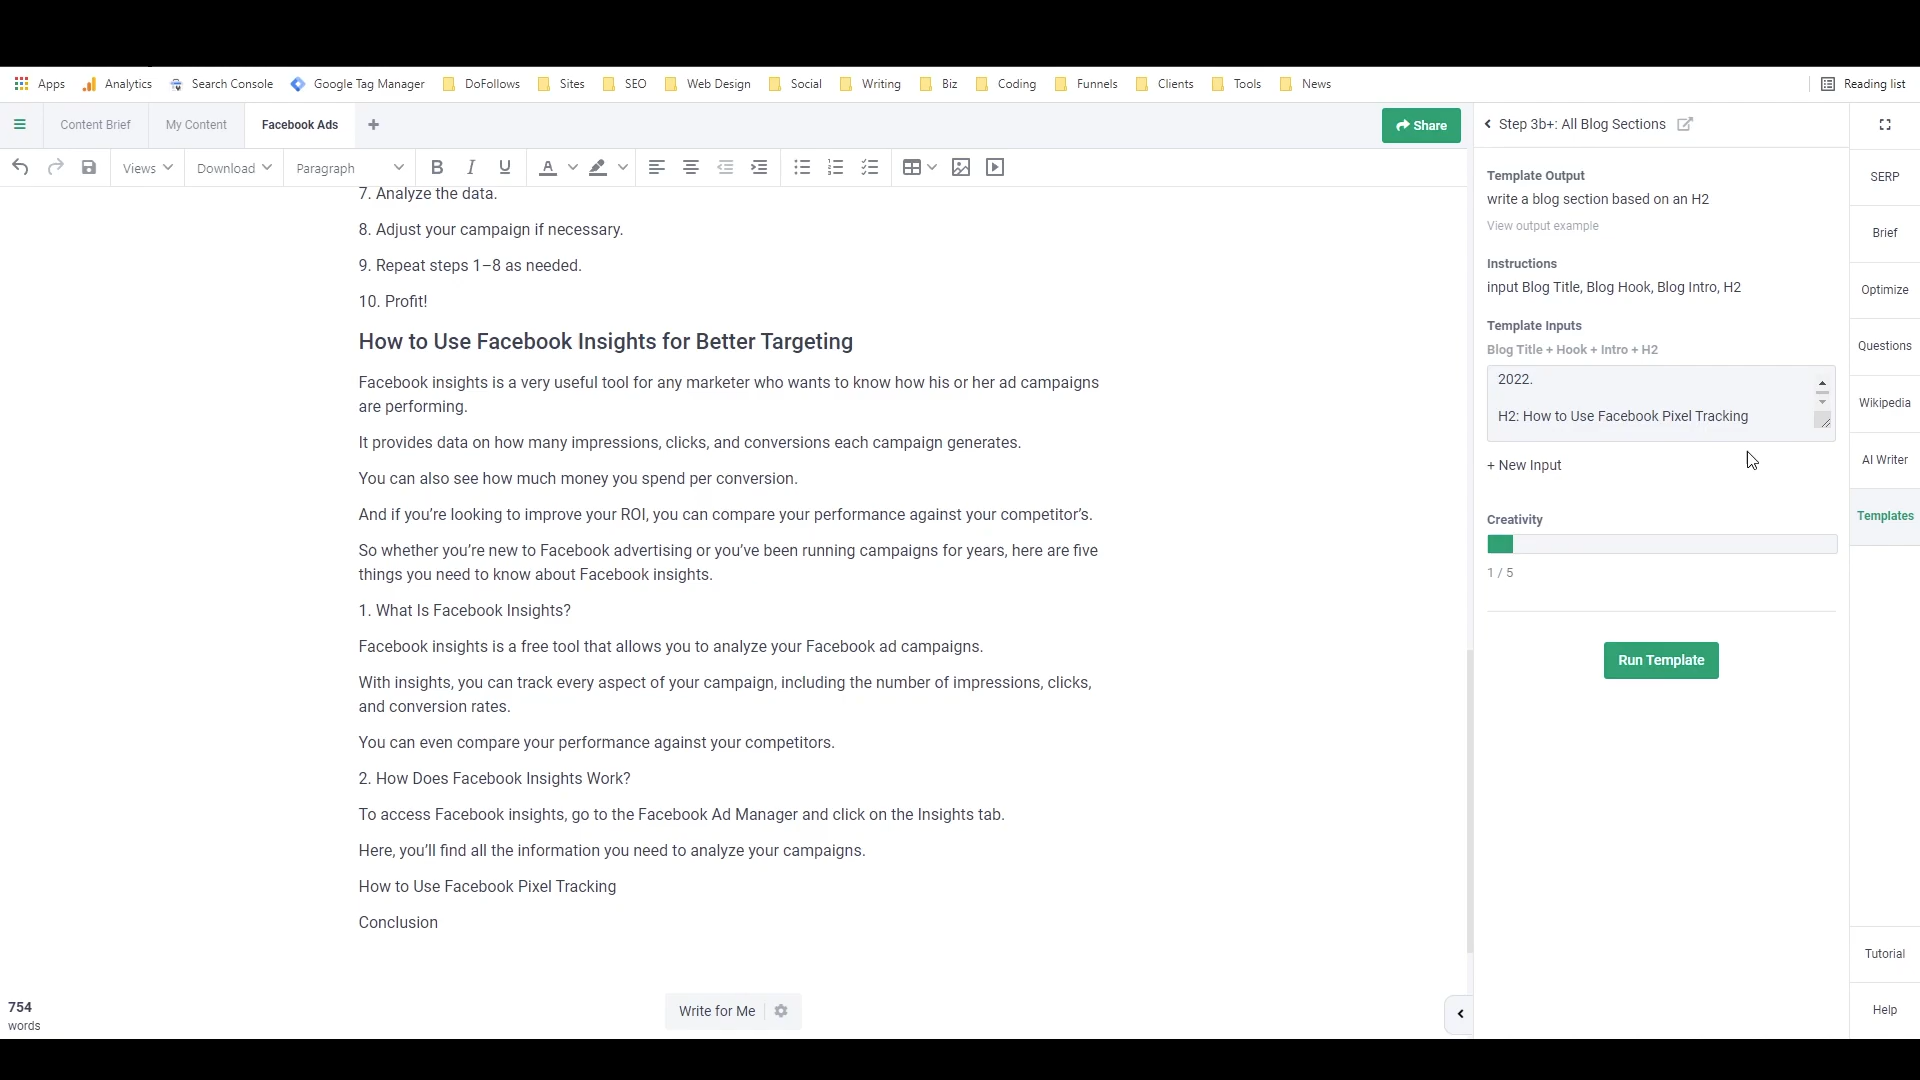 Apps Analytics Search Console Google Tag Manager DoFollows Sites SEO Web Design Social Writing Biz Coding Funnels Clients Tools News Reading list
Content Brief My Content Facebook Ads + Share
Views Download Paragraph B I U A
7. Analyze the data.
8. Adjust your campaign if necessary.
9. Repeat steps 1–8 as needed.
10. Profit!
How to Use Facebook Insights for Better Targeting
Facebook insights is a very useful tool for any marketer who wants to know how his or her ad campaigns
are performing.
It provides data on how many impressions, clicks, and conversions each campaign generates.
You can also see how much money you spend per conversion.
And if you’re looking to improve your ROI, you can compare your performance against your competitor’s.
So whether you’re new to Facebook advertising or you’ve been running campaigns for years, here are five
things you need to know about Facebook insights.
1. What Is Facebook Insights?
Facebook insights is a free tool that allows you to analyze your Facebook ad campaigns.
With insights, you can track every aspect of your campaign, including the number of impressions, clicks,
and conversion rates.
You can even compare your performance against your competitors.
2. How Does Facebook Insights Work?
To access Facebook insights, go to the Facebook Ad Manager and click on the Insights tab.
Here, you’ll find all the information you need to analyze your campaigns.
How to Use Facebook Pixel Tracking
Conclusion
754
words
Write for Me
Step 3b+: All Blog Sections
Template Output
write a blog section based on an H2
View output example
Instructions
input Blog Title, Blog Hook, Blog Intro, H2
Template Inputs
Blog Title + Hook + Intro + H2
2022.
H2: How to Use Facebook Pixel Tracking
+ New Input
Creativity
1 / 5
Run Template
SERP
Brief
Optimize
Questions
Wikipedia
AI Writer
Templates
Tutorial
Help